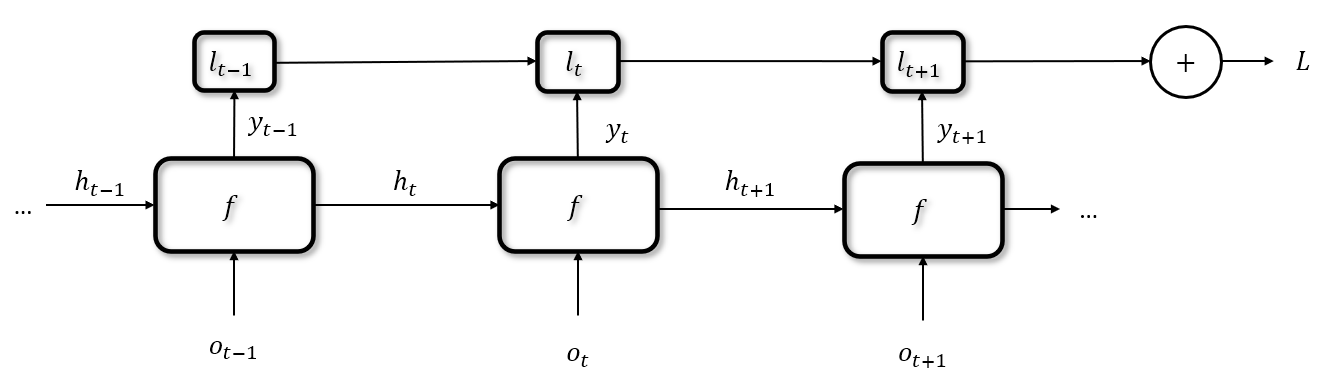 l_{t-1} l_t l_{t+1} + L
y_{t-1} y_t y_{t+1}
... h_{t-1} f h_t f h_{t+1} f ...
o_{t-1} o_t o_{t+1}